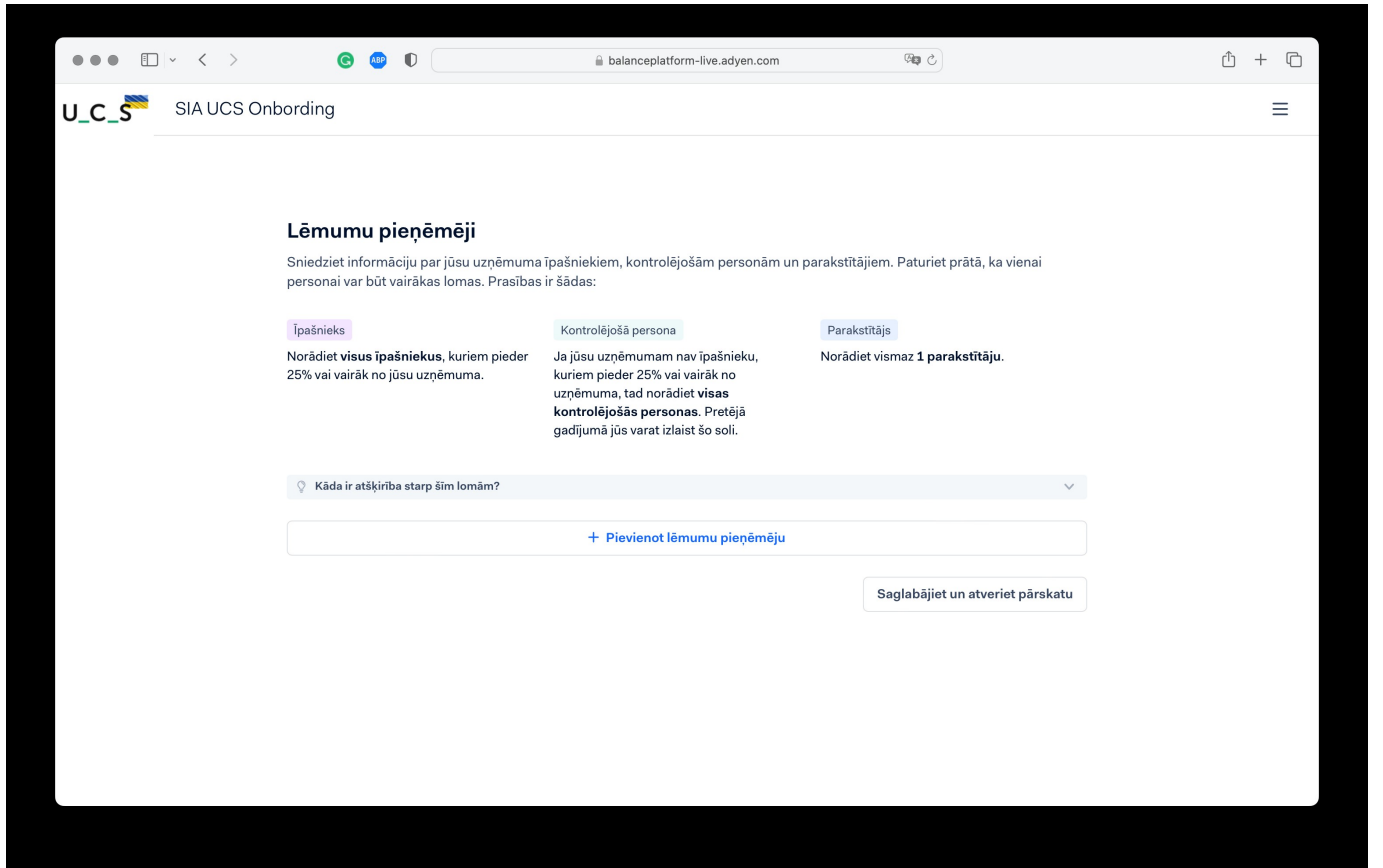 ABP
balanceplatform-live.adyen.com
U_C_S
SIA UCS Onbording
Lēmumu pieņēmēji
Sniedziet informāciju par jūsu uzņēmuma īpašniekiem, kontrolējošām personām un parakstītājiem. Paturiet prātā, ka vienai
personai var būt vairākas lomas. Prasības ir šādas:
Īpašnieks
Norādiet visus īpašniekus, kuriem pieder
25% vai vairāk no jūsu uzņēmuma.
Kontrolējošā persona
Ja jūsu uzņēmumam nav īpašnieku,
kuriem pieder 25% vai vairāk no
uzņēmuma, tad norādiet visas
kontrolējošās personas. Pretējā
gadījumā jūs varat izlaist šo soli.
Parakstītājs
Norādiet vismaz 1 parakstītāju.
Kāda ir atšķirība starp šīm lomām?
+ Pievienot lēmumu pieņēmēju
Saglabājiet un atveriet pārskatu